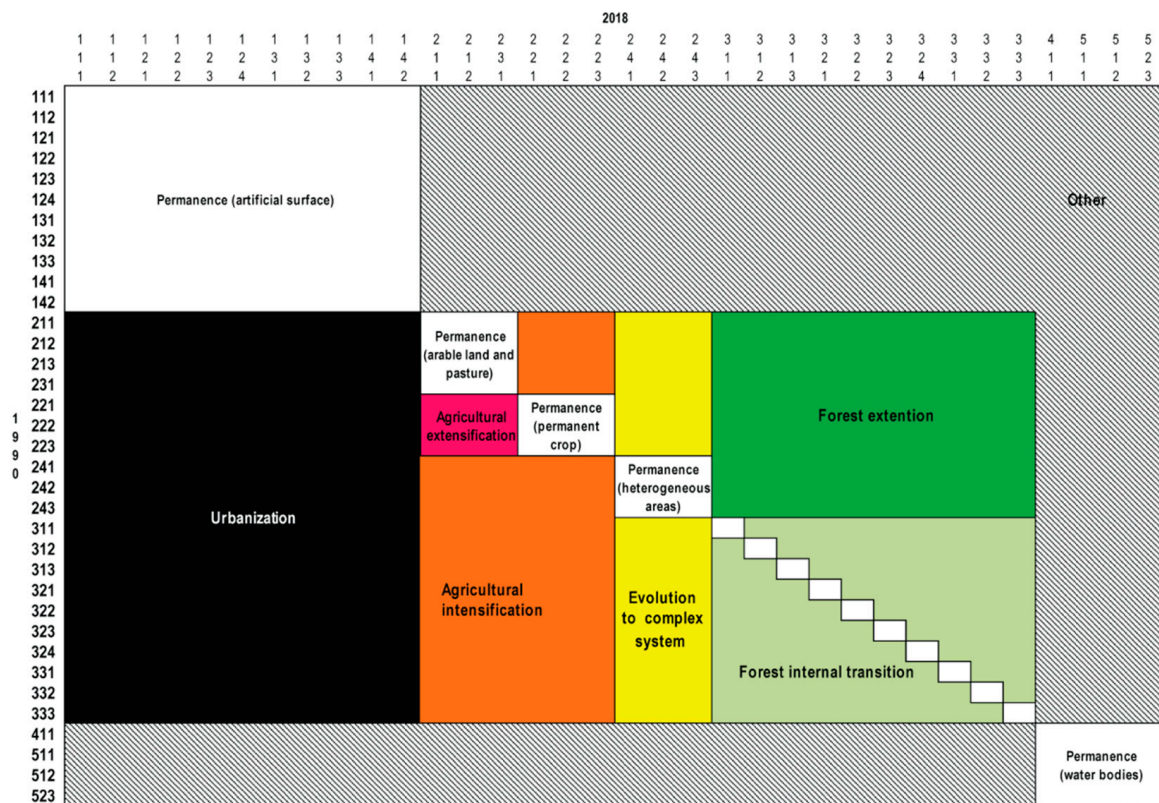 2018
1 1 1 1 1 1 1 1 1 1 1 2 2 2 2 2 2 2 2 2 3 3 3 3 3 3 3 3 3 3 4 5 5 5
1 1 2 2 2 2 3 3 3 4 4 1 1 3 2 2 2 4 4 4 1 1 1 2 2 2 2 3 3 3 1 1 1 2
1 2 1 2 3 4 1 2 3 1 2 1 2 1 1 2 3 1 2 3 1 2 3 1 2 3 4 1 2 3 1 1 2 3
1990
111
112
121
122
123
124
131
132
133
141
142
211
212
213
231
221
222
223
241
242
243
311
312
313
321
322
323
324
331
332
333
411
511
512
523
Permanence (artificial surface)
Other
Permanence
(arable land and
pasture)
Agricultural
extensification
Permanence
(permanent
crop)
Forest extention
Permanence
(heterogeneous
areas)
Urbanization
Agricultural
intensification
Evolution
to complex
system
Forest internal transition
Permanence
(water bodies)